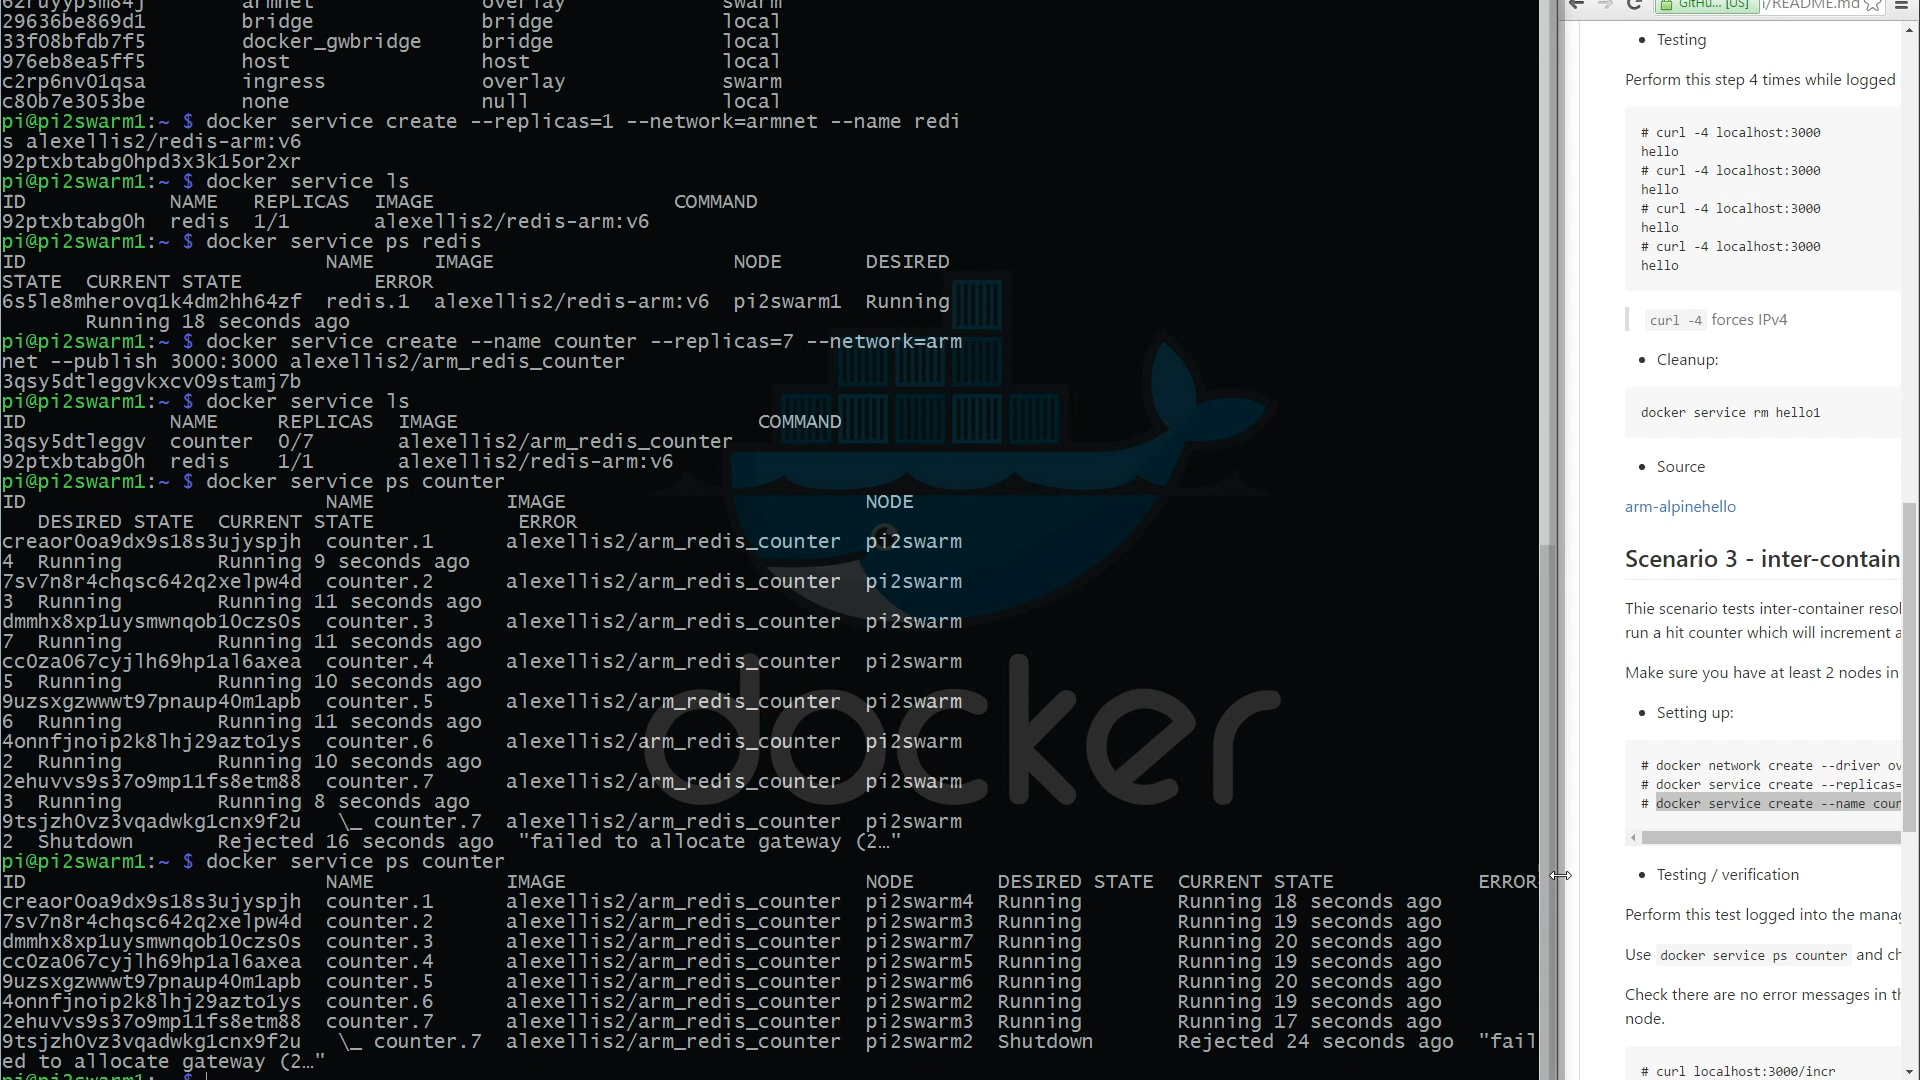 62ruyyp5m84j        armnet              overlay             swarm
29636be869d1        bridge              bridge              local
33f08bfdb7f5        docker_gwbridge     bridge              local
976eb8ea5ff5        host                host                local
c2rp6nv01qsa        ingress             overlay             swarm
c80b7e3053be        none                null                local
pi@pi2swarm1:~ $ docker service create --replicas=1 --network=armnet --name redi
s alexellis2/redis-arm:v6
92ptxbtabg0hpd3x3k15or2xr
pi@pi2swarm1:~ $ docker service ls
ID            NAME   REPLICAS  IMAGE                    COMMAND
92ptxbtabg0h  redis  1/1       alexellis2/redis-arm:v6
pi@pi2swarm1:~ $ docker service ps redis
ID                         NAME     IMAGE                    NODE       DESIRED
STATE  CURRENT STATE           ERROR
6s5le8mherovq1k4dm2hh64zf  redis.1  alexellis2/redis-arm:v6  pi2swarm1  Running
       Running 18 seconds ago
pi@pi2swarm1:~ $ docker service create --name counter --replicas=7 --network=arm
net --publish 3000:3000 alexellis2/arm_redis_counter
3qsy5dtleggvkxcv09stamj7b
pi@pi2swarm1:~ $ docker service ls
ID            NAME     REPLICAS  IMAGE                         COMMAND
3qsy5dtleggv  counter  0/7       alexellis2/arm_redis_counter
92ptxbtabg0h  redis    1/1       alexellis2/redis-arm:v6
pi@pi2swarm1:~ $ docker service ps counter
ID                         NAME           IMAGE                         NODE
   DESIRED STATE  CURRENT STATE            ERROR
creaor0oa9dx9s18s3ujyspjh  counter.1      alexellis2/arm_redis_counter  pi2swarm
4  Running        Running 9 seconds ago
7sv7n8r4chqsc642q2xelpw4d  counter.2      alexellis2/arm_redis_counter  pi2swarm
3  Running        Running 11 seconds ago
dmmhx8xp1uysmwnqob10czs0s  counter.3      alexellis2/arm_redis_counter  pi2swarm
7  Running        Running 11 seconds ago
cc0za067cyjlh69hp1al6axea  counter.4      alexellis2/arm_redis_counter  pi2swarm
5  Running        Running 10 seconds ago
9uzsxgzwwwt97pnaup40m1apb  counter.5      alexellis2/arm_redis_counter  pi2swarm
6  Running        Running 11 seconds ago
4onnfjnoip2k8lhj29azto1ys  counter.6      alexellis2/arm_redis_counter  pi2swarm
2  Running        Running 10 seconds ago
2ehuvvs9s37o9mp11fs8etm88  counter.7      alexellis2/arm_redis_counter  pi2swarm
3  Running        Running 8 seconds ago
9tsjzh0vz3vqadwkg1cnx9f2u   \_ counter.7  alexellis2/arm_redis_counter  pi2swarm
2  Shutdown       Rejected 16 seconds ago  "failed to allocate gateway (2…"
pi@pi2swarm1:~ $ docker service ps counter
ID                         NAME           IMAGE                         NODE       DESIRED STATE  CURRENT STATE            ERROR
creaor0oa9dx9s18s3ujyspjh  counter.1      alexellis2/arm_redis_counter  pi2swarm4  Running        Running 18 seconds ago
7sv7n8r4chqsc642q2xelpw4d  counter.2      alexellis2/arm_redis_counter  pi2swarm3  Running        Running 19 seconds ago
dmmhx8xp1uysmwnqob10czs0s  counter.3      alexellis2/arm_redis_counter  pi2swarm7  Running        Running 20 seconds ago
cc0za067cyjlh69hp1al6axea  counter.4      alexellis2/arm_redis_counter  pi2swarm5  Running        Running 19 seconds ago
9uzsxgzwwwt97pnaup40m1apb  counter.5      alexellis2/arm_redis_counter  pi2swarm6  Running        Running 20 seconds ago
4onnfjnoip2k8lhj29azto1ys  counter.6      alexellis2/arm_redis_counter  pi2swarm2  Running        Running 19 seconds ago
2ehuvvs9s37o9mp11fs8etm88  counter.7      alexellis2/arm_redis_counter  pi2swarm3  Running        Running 17 seconds ago
9tsjzh0vz3vqadwkg1cnx9f2u   \_ counter.7  alexellis2/arm_redis_counter  pi2swarm2  Shutdown       Rejected 24 seconds ago  "fail
ed to allocate gateway (2…"
pi@pi2swarm1:~ $
docker
GitHu... [US] i/README.md
• Testing
Perform this step 4 times while logged
# curl -4 localhost:3000
hello
# curl -4 localhost:3000
hello
# curl -4 localhost:3000
hello
# curl -4 localhost:3000
hello
curl -4 forces IPv4
• Cleanup:
docker service rm hello1
• Source
arm-alpinehello
Scenario 3 - inter-contain
Thie scenario tests inter-container resol
run a hit counter which will increment a
Make sure you have at least 2 nodes in
• Setting up:
# docker network create --driver ov
# docker service create --replicas=
# docker service create --name coun
• Testing / verification
Perform this test logged into the manag
Use docker service ps counter and ch
Check there are no error messages in th
node.
# curl localhost:3000/incr